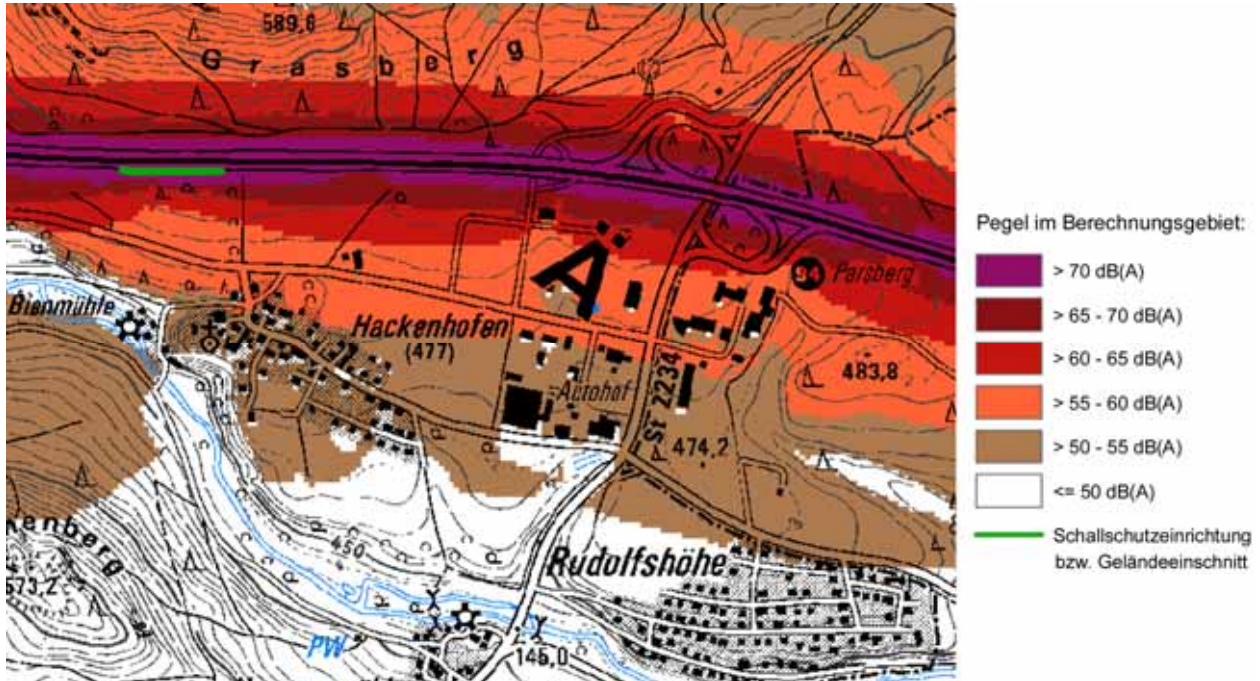 589,6
Grasberg
Bienmühle
Hackenhofen
(477)
Autohof
94
Parsberg
St 2234
483,8
474,2
450
Rudolfshöhe
573,2
PW
145,0
A
Pegel im Berechnungsgebiet:
> 70 dB(A)
> 65 - 70 dB(A)
> 60 - 65 dB(A)
> 55 - 60 dB(A)
> 50 - 55 dB(A)
<= 50 dB(A)
Schallschutzeinrichtung
bzw. Geländeeinschnitt